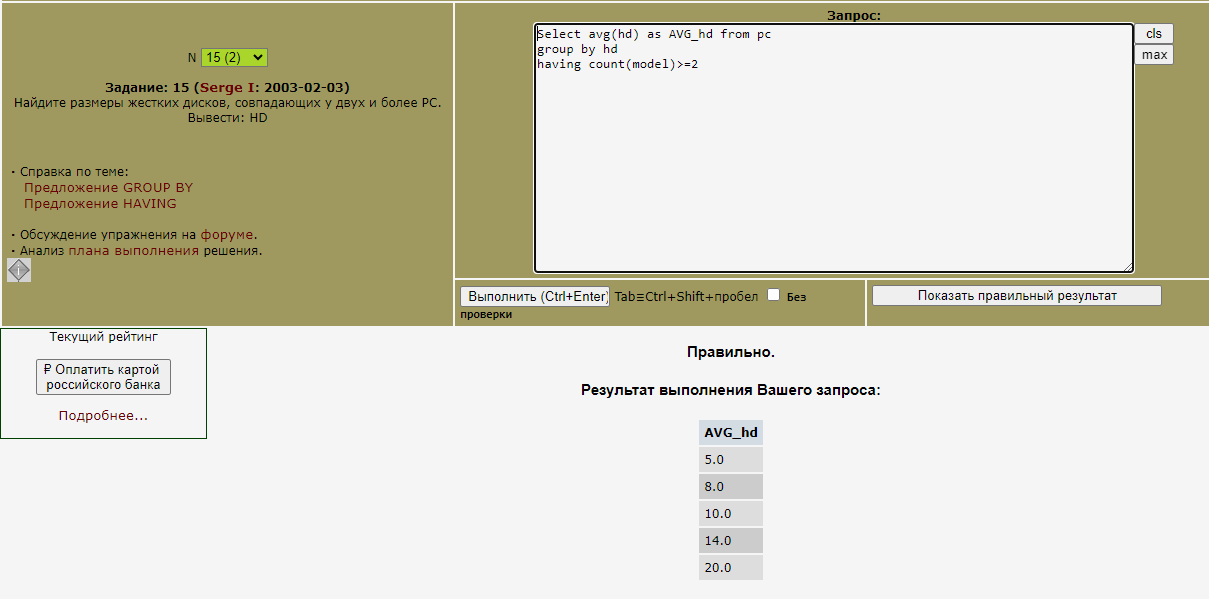 N 15 (2)
Задание: 15 (Serge I: 2003-02-03)
Найдите размеры жестких дисков, совпадающих у двух и более PC.
Вывести: HD
· Справка по теме:
Предложение GROUP BY
Предложение HAVING
· Обсуждение упражнения на форуме.
· Анализ плана выполнения решения.
Запрос:
Select avg(hd) as AVG_hd from pc
group by hd
having count(model)>=2
cls
max
Выполнить (Ctrl+Enter) Tab≡Ctrl+Shift+пробел Без
проверки
Показать правильный результат
Текущий рейтинг
₽ Оплатить картой
российского банка
Подробнее...
Правильно.
Результат выполнения Вашего запроса:
AVG_hd
5.0
8.0
10.0
14.0
20.0